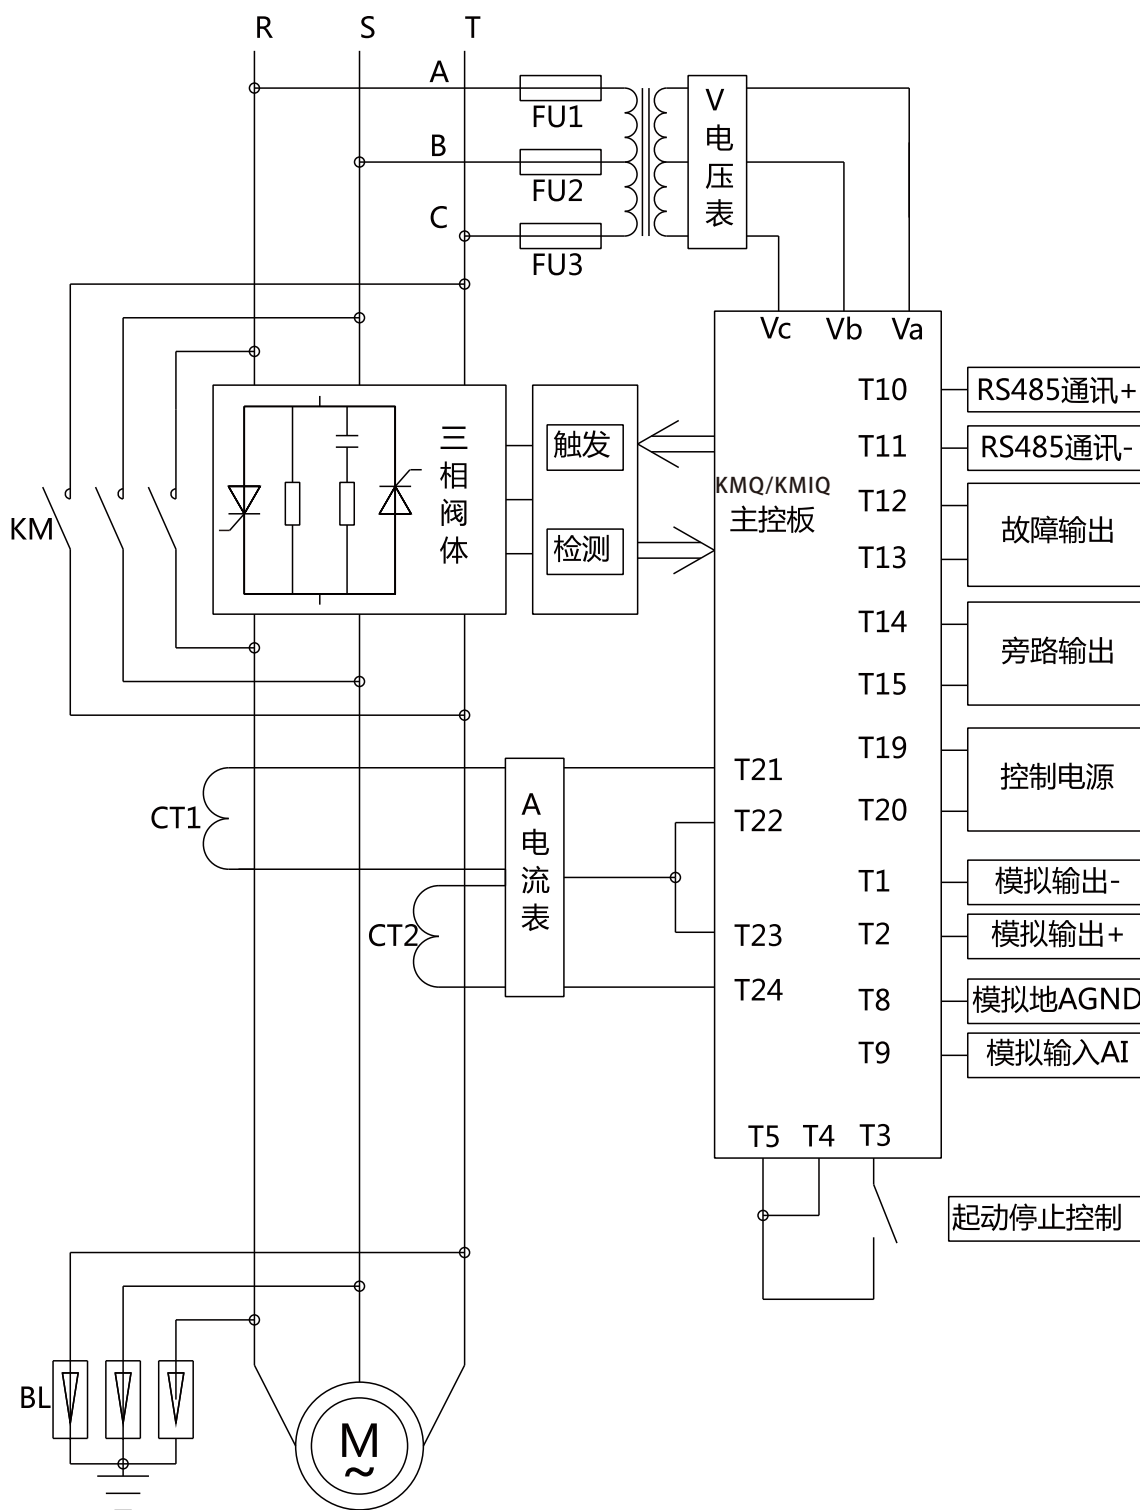 R S T
A
FU1
B
FU2
C
FU3
V
电
压
表
Vc Vb Va
T10 RS485通讯+
T11 RS485通讯-
T12
T13
故障输出
T14
T15
旁路输出
T19
T20
控制电源
T1 模拟输出-
T2 模拟输出+
T8 模拟地AGND
T9 模拟输入AI
KMQ/KMIQ
主控板
触发
检测
三
相
阀
体
KM
T21
T22
T23
T24
CT1
CT2
A
电
流
表
T5 T4 T3
起动停止控制
BL
M
~